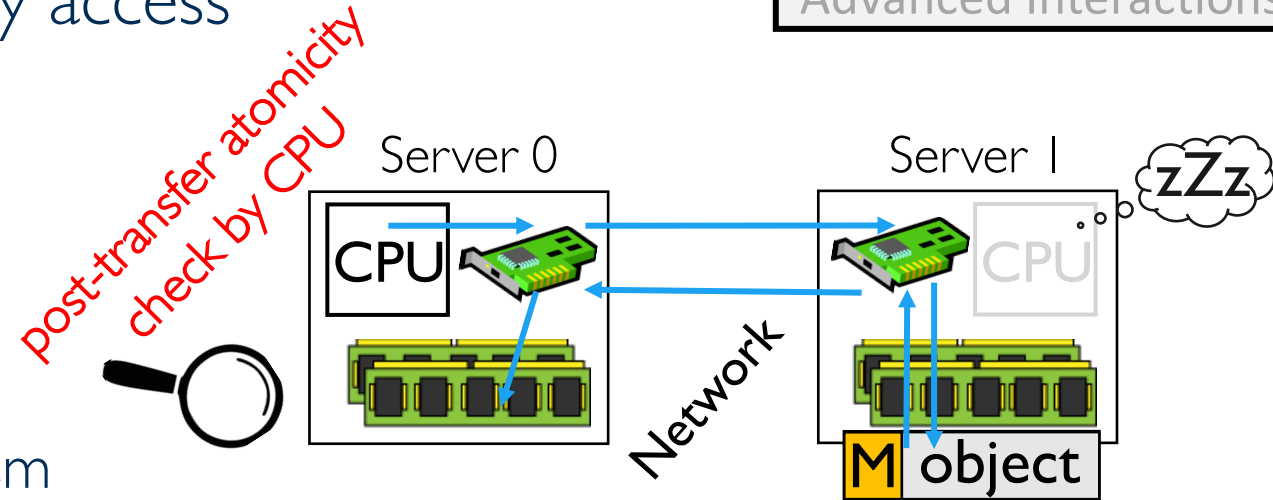 y access
Advanced Interactions
post-transfer atomicity
check by CPU
Server 0
Server 1
zZz
CPU
CPU
Network
M object
m